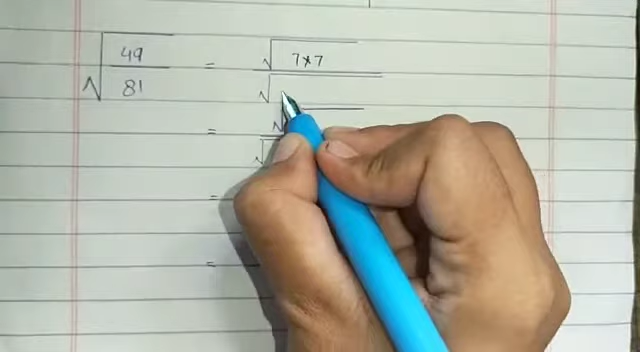 √49/81 = √7×7/√
= √/√
=
=